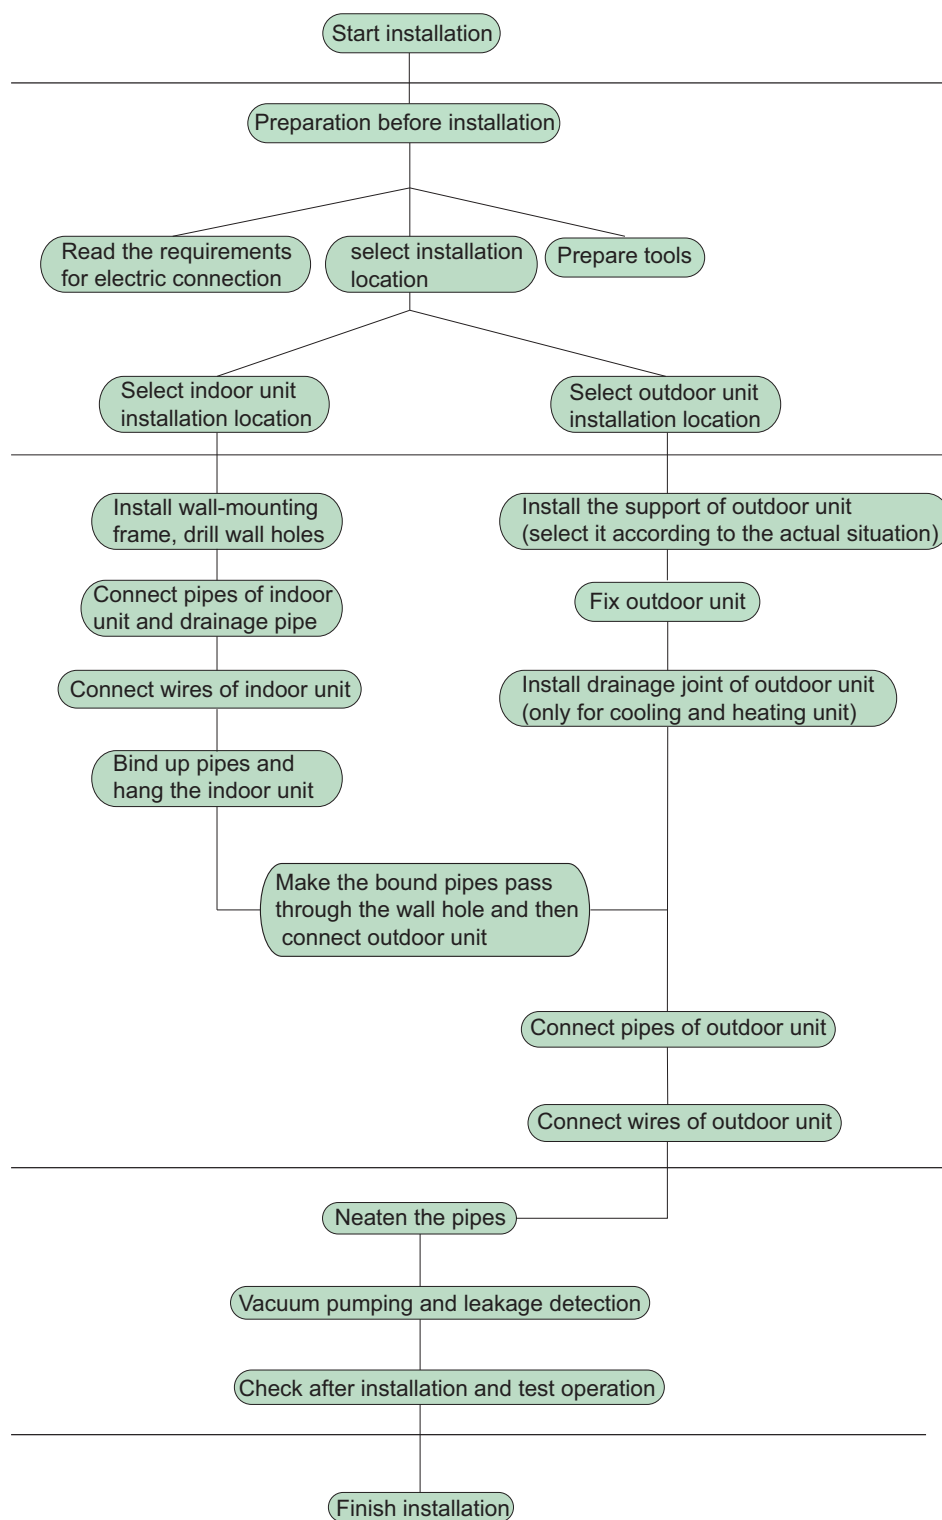 Start installation
Preparation before installation
Read the requirements
for electric connection
select installation
location
Prepare tools
Select indoor unit
installation location
Select outdoor unit
installation location
Install wall-mounting
frame, drill wall holes
Install the support of outdoor unit
(select it according to the actual situation)
Connect pipes of indoor
unit and drainage pipe
Fix outdoor unit
Connect wires of indoor unit
Install drainage joint of outdoor unit
(only for cooling and heating unit)
Bind up pipes and
hang the indoor unit
Make the bound pipes pass
through the wall hole and then
connect outdoor unit
Connect pipes of outdoor unit
Connect wires of outdoor unit
Neaten the pipes
Vacuum pumping and leakage detection
Check after installation and test operation
Finish installation